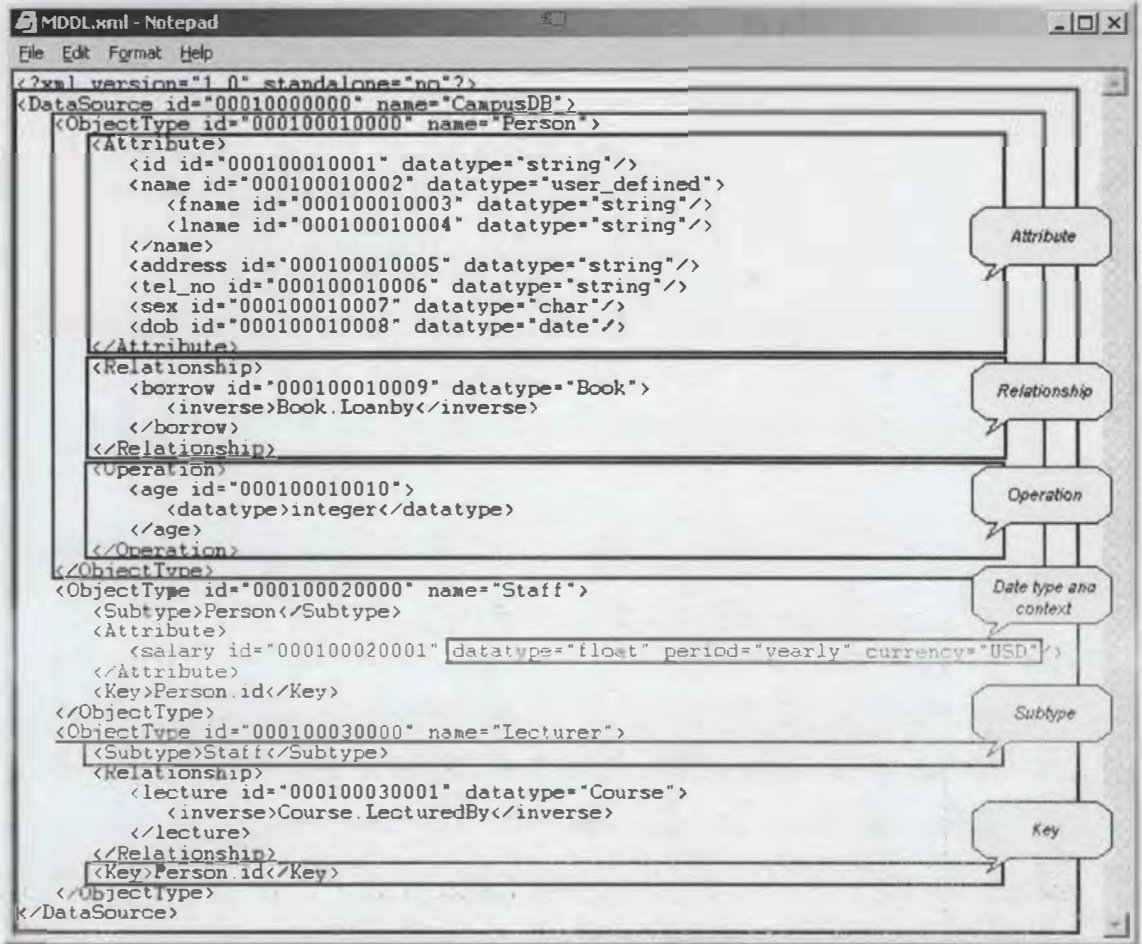 MDDL.xml - Notepad
File Edit Format Help
<?xml version="1.0" standalone="no"?>
<DataSource id="00010000000" name="CampusDB">
<ObjectType id="000100010000" name="Person">
<Attribute>
<id id="000100010001" datatype="string"/>
<name id="000100010002" datatype="user_defined">
<fname id="000100010003" datatype="string"/>
<lname id="000100010004" datatype="string"/>
</name>
<address id="000100010005" datatype="string"/>
<tel_no id="000100010006" datatype="string"/>
<sex id="000100010007" datatype="char"/>
<dob id="000100010008" datatype="date"/>
</Attribute>
Attribute
<Relationship>
<borrow id="000100010009" datatype="Book">
<inverse>Book.Loanby</inverse>
</borrow>
</Relationship>
Relationship
<Operation>
<age id="000100010010">
<datatype>integer</datatype>
</age>
</Operation>
Operation
</ObjectType>
<ObjectType id="000100020000" name="Staff">
<Subtype>Person</Subtype>
<Attribute>
<salary id="000100020001" datatype="float" period="yearly" currency="USD"/>
</Attribute>
<Key>Person.id</Key>
</ObjectType>
Date type and
context
<ObjectType id="000100030000" name="Lecturer">
<Subtype>Staff</Subtype>
Subtype
<Relationship>
<lecture id="000100030001" datatype="Course">
<inverse>Course.LecturedBy</inverse>
</lecture>
</Relationship>
<Key>Person.id</Key>
Key
</ObjectType>
</DataSource>